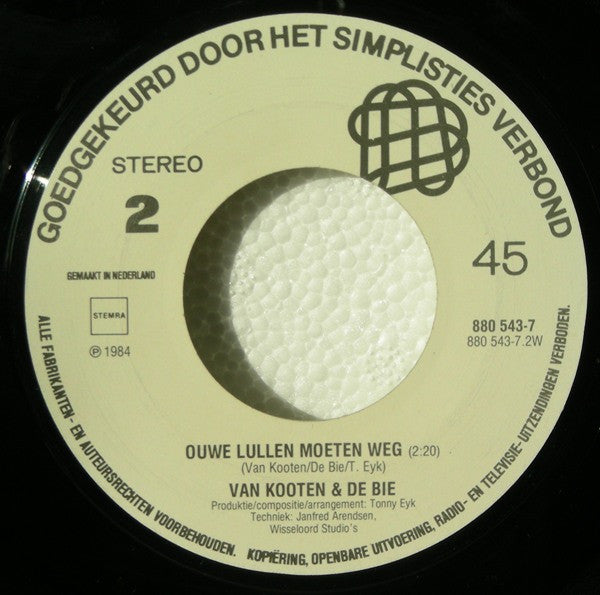 GOEDGEKEURD DOOR HET SIMPLISTIES VERBOND
STEREO
2
45
GEMAAKT IN NEDERLAND
STEMRA
℗ 1984
880 543-7
880 543-7.2W
OUWE LULLEN MOETEN WEG (2:20)
(Van Kooten/De Bie/T. Eyk)
VAN KOOTEN & DE BIE
Produktie/compositie/arrangement: Tonny Eyk
Techniek: Janfred Arendsen,
Wisseloord Studio's
ALLE FABRIKANTEN- EN AUTEURSRECHTEN VOORBEHOUDEN. KOPIËRING, OPENBARE UITVOERING, RADIO- EN TELEVISIE-UITZENDINGEN VERBODEN.